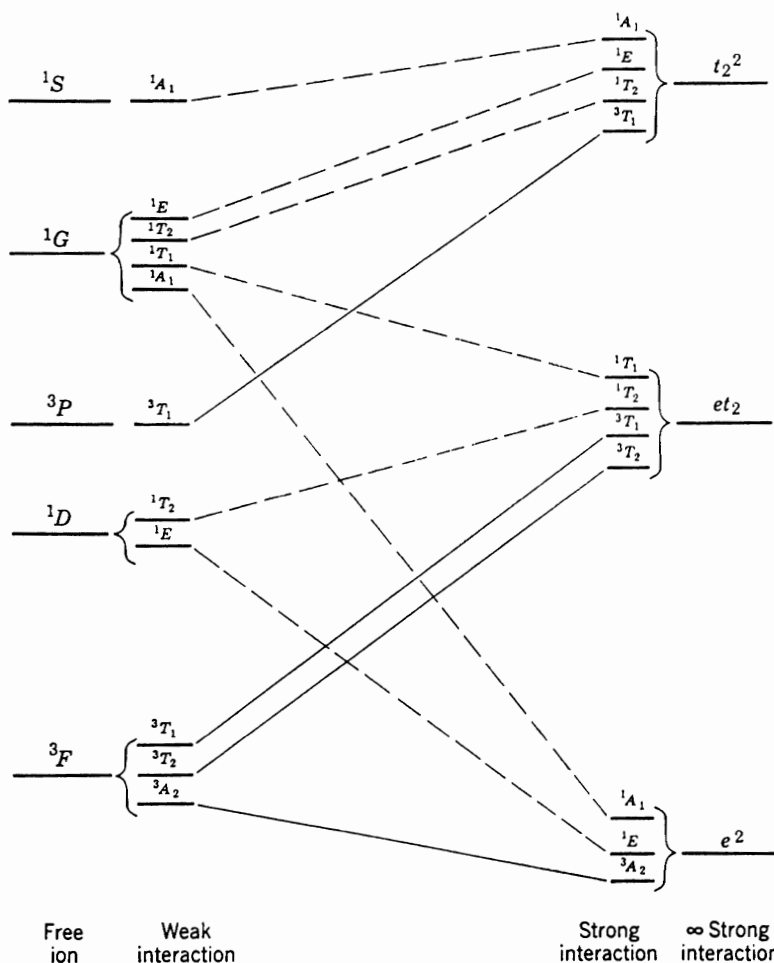 ¹A₁
¹S ¹A₁ ¹E t₂²
¹T₂
³T₁
¹E
¹G ¹T₂
¹T₁
¹A₁
¹T₁
³P ³T₁ ¹T₂ et₂
³T₁
³T₂
¹D ¹T₂
¹E
³T₁
³F ³T₂
³A₂
¹A₁
¹E e²
³A₂
Free Weak Strong ∞ Strong
ion interaction interaction interaction